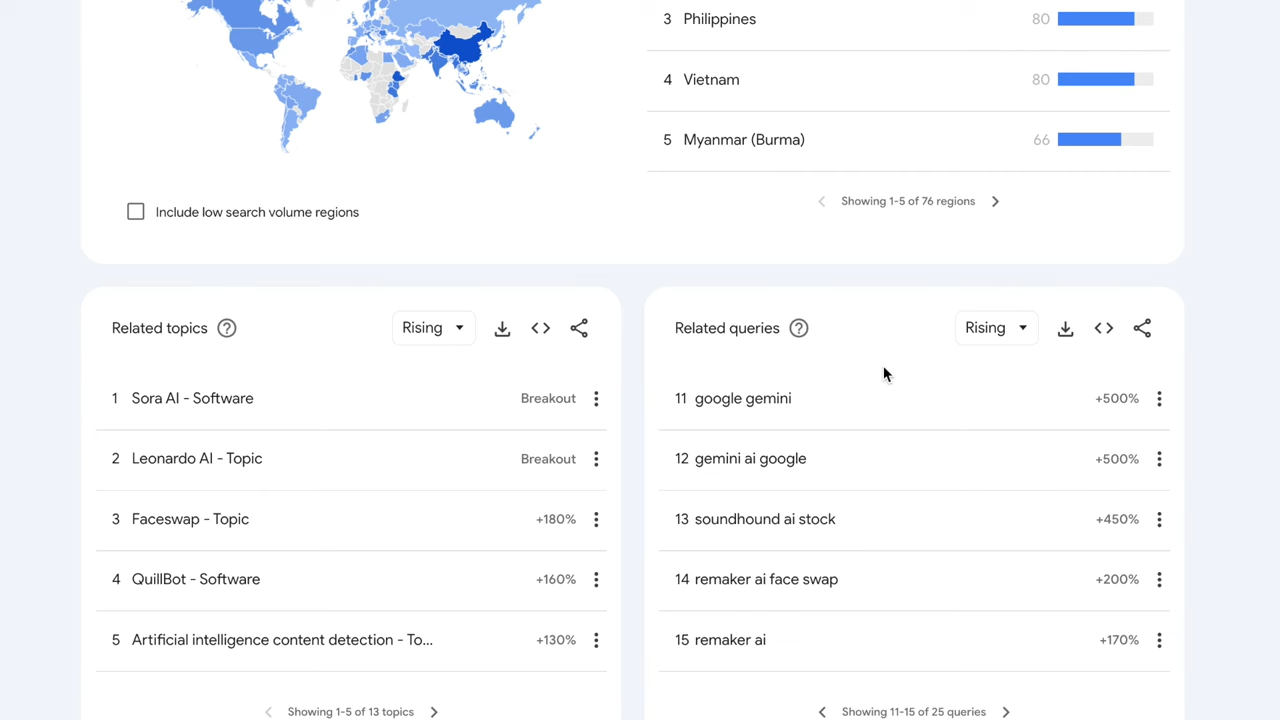 3 Philippines 80
4 Vietnam 80
5 Myanmar (Burma) 66
Include low search volume regions
Showing 1-5 of 76 regions
Related topics
Rising
1 Sora AI - Software Breakout
2 Leonardo AI - Topic Breakout
3 Faceswap - Topic +180%
4 QuillBot - Software +160%
5 Artificial intelligence content detection - To... +130%
Showing 1-5 of 13 topics
Related queries
Rising
11 google gemini +500%
12 gemini ai google +500%
13 soundhound ai stock +450%
14 remaker ai face swap +200%
15 remaker ai +170%
Showing 11-15 of 25 queries